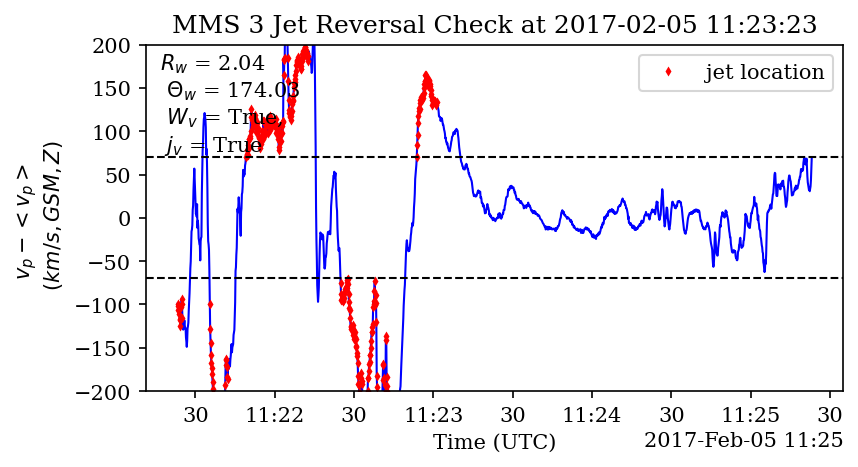 MMS 3 Jet Reversal Check at 2017-02-05 11:23:23
R_w = 2.04
Θ_w = 174.03
W_v = True
j_v = True
jet location
v_p − < v_p >
(km/s, GSM, Z)
200
150
100
50
0
−50
−100
−150
−200
30 11:22 30 11:23 30 11:24 30 11:25 30
Time (UTC)
2017-Feb-05 11:25